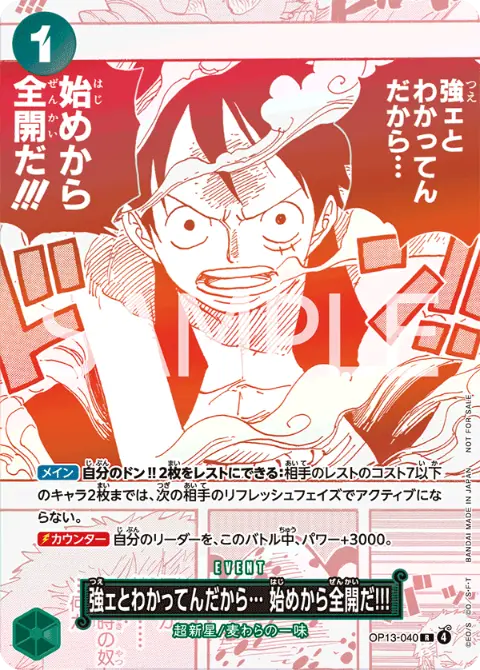 1
強ェと
わかってん
だから…
始めから
全開だ!!!
ドン!!
SAMPLE
メイン 自分のドン!!2枚をレストにできる:相手のレストのコスト7以下
のキャラ2枚までは、次の相手のリフレッシュフェイズでアクティブにな
らない。
カウンター 自分のリーダーを、このバトル中、パワー+3000。
EVENT
強ェとわかってんだから… 始めから全開だ!!!
超新星/麦わらの一味
OP13-040 R 4
©E.O/S ©O./S・F・T BANDAI MADE IN JAPAN NOT FOR SALE